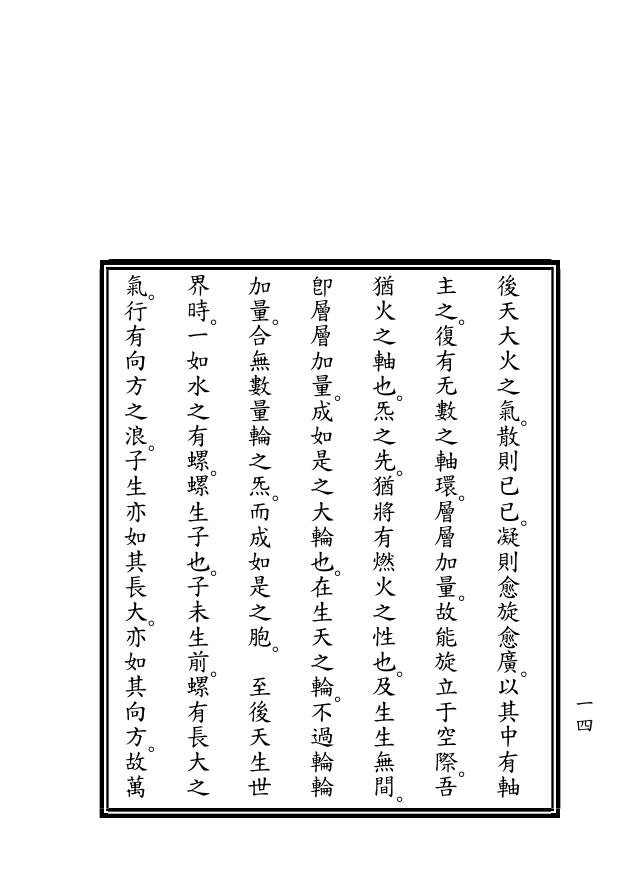 後天大火之氣。散則已已。凝則愈旋愈廣。以其中有軸
主之。復有无數之軸環。層層加量。故能旋立于空際。吾
猶火之軸也。炁之先。猶將有燃火之性也。及生生無間。
卽層層加量。成如是之大輪也。在生天之輪。不過輪輪
加量。合無數量輪之炁。而成如是之胞。　至後天生世
界時。一如水之有螺。螺生子也。子未生前。螺有長大之
氣。行有向方之浪。子生亦如其長大。亦如其向方。故萬
一四